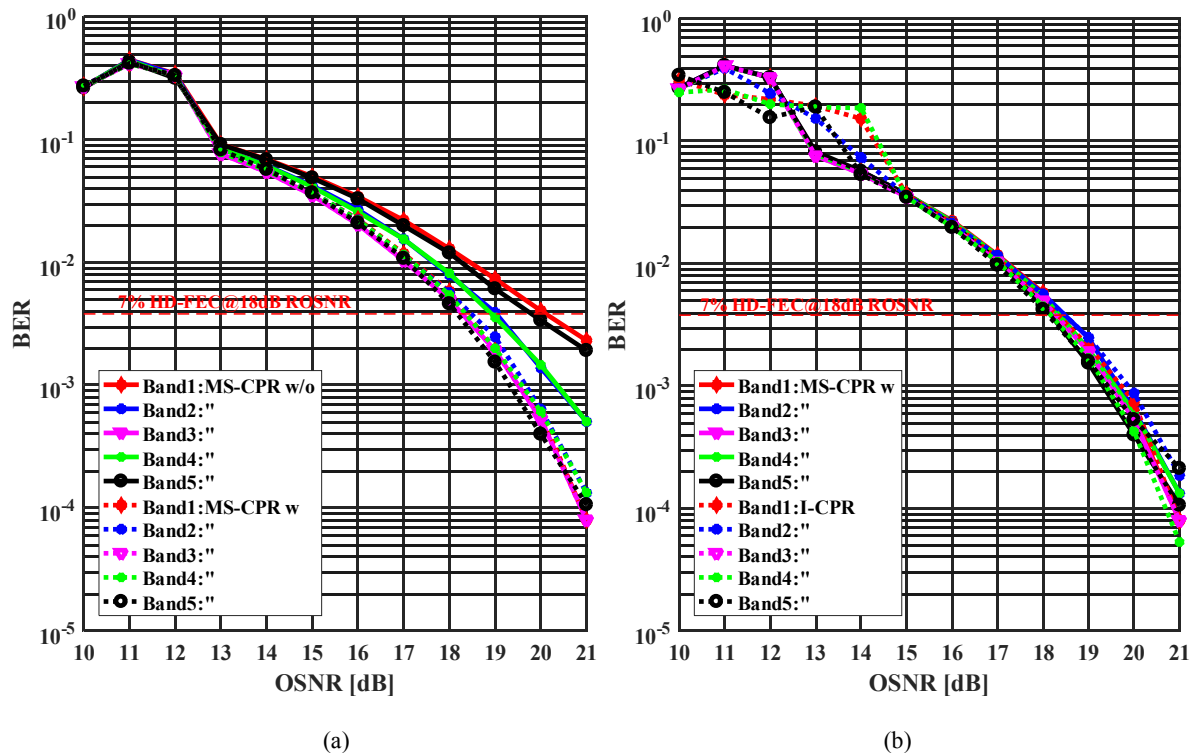 10^0
10^-1
10^-2
10^-3
10^-4
10^-5
BER
7% HD-FEC@18dB ROSNR
Band1:MS-CPR w/o
Band2:"
Band3:"
Band4:"
Band5:"
Band1:MS-CPR w
Band2:"
Band3:"
Band4:"
Band5:"
10 11 12 13 14 15 16 17 18 19 20 21
OSNR [dB]
(a)
10^0
10^-1
10^-2
10^-3
10^-4
10^-5
BER
7% HD-FEC@18dB ROSNR
Band1:MS-CPR w
Band2:"
Band3:"
Band4:"
Band5:"
Band1:I-CPR
Band2:"
Band3:"
Band4:"
Band5:"
10 11 12 13 14 15 16 17 18 19 20 21
OSNR [dB]
(b)